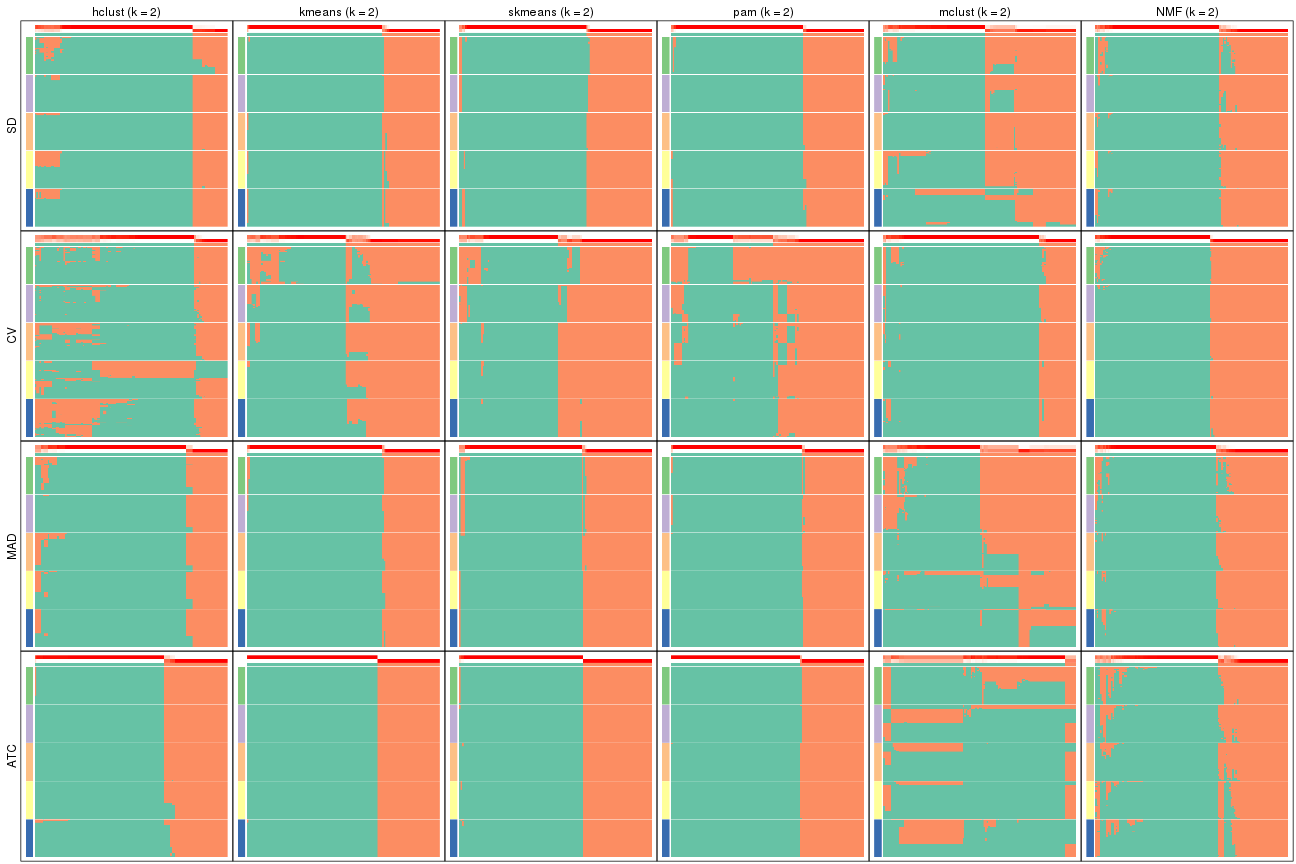 hclust (k = 2) kmeans (k = 2) skmeans (k = 2) pam (k = 2) mclust (k = 2) NMF (k = 2)
SD
CV
MAD
ATC